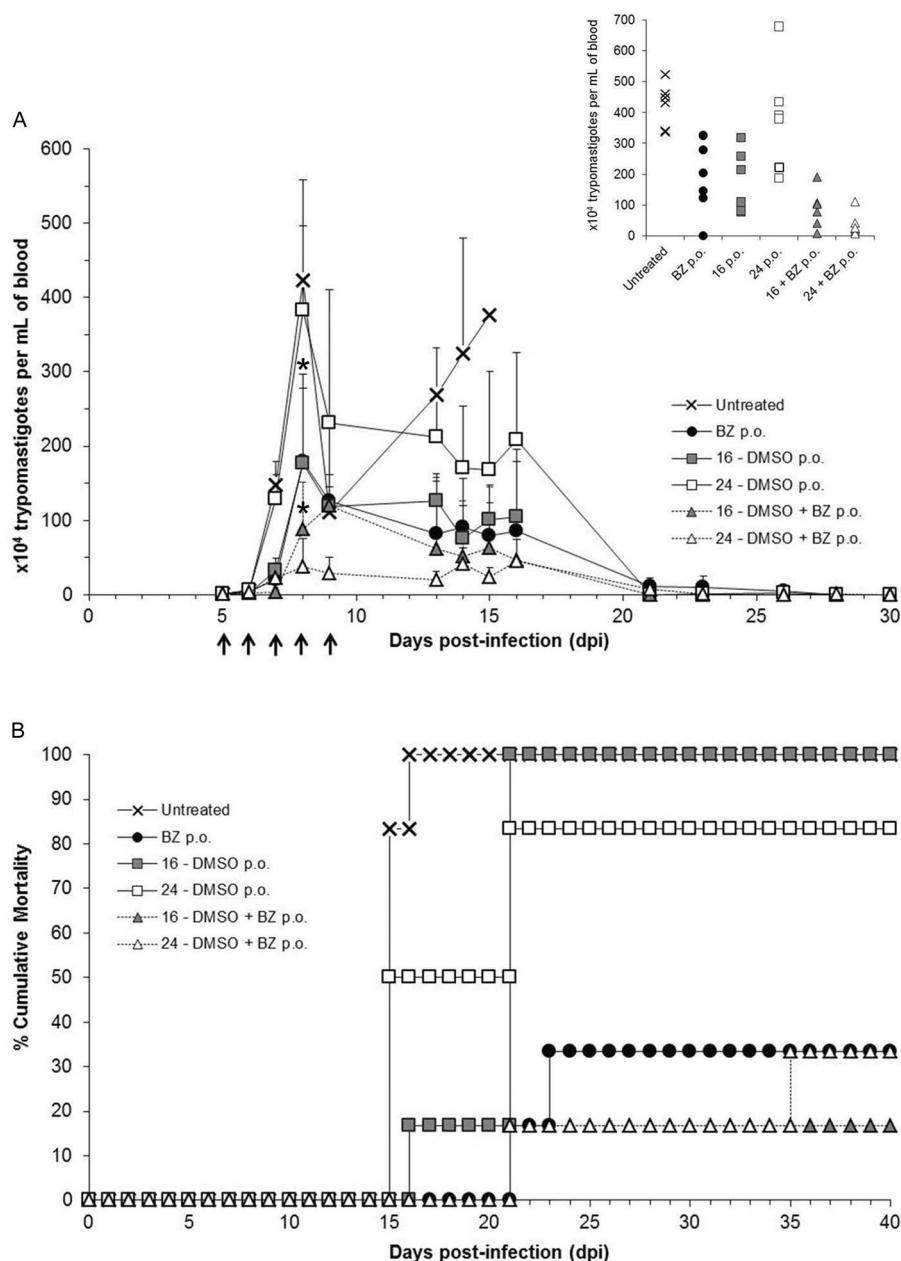 A
x10⁴ trypomastigotes per mL of blood
600
500
400
300
200
100
0
0 5 10 15 20 25 30
Days post-infection (dpi)
*
*
x10⁴ trypomastigotes per mL of blood
700
600
500
400
300
200
100
0
Untreated
BZ p.o.
16 p.o.
24 p.o.
16 + BZ p.o.
24 + BZ p.o.
Untreated
BZ p.o.
16 - DMSO p.o.
24 - DMSO p.o.
16 - DMSO + BZ p.o.
24 - DMSO + BZ p.o.
B
% Cumulative Mortality
100
90
80
70
60
50
40
30
20
10
0
Untreated
BZ p.o.
16 - DMSO p.o.
24 - DMSO p.o.
16 - DMSO + BZ p.o.
24 - DMSO + BZ p.o.
0 5 10 15 20 25 30 35 40
Days post-infection (dpi)